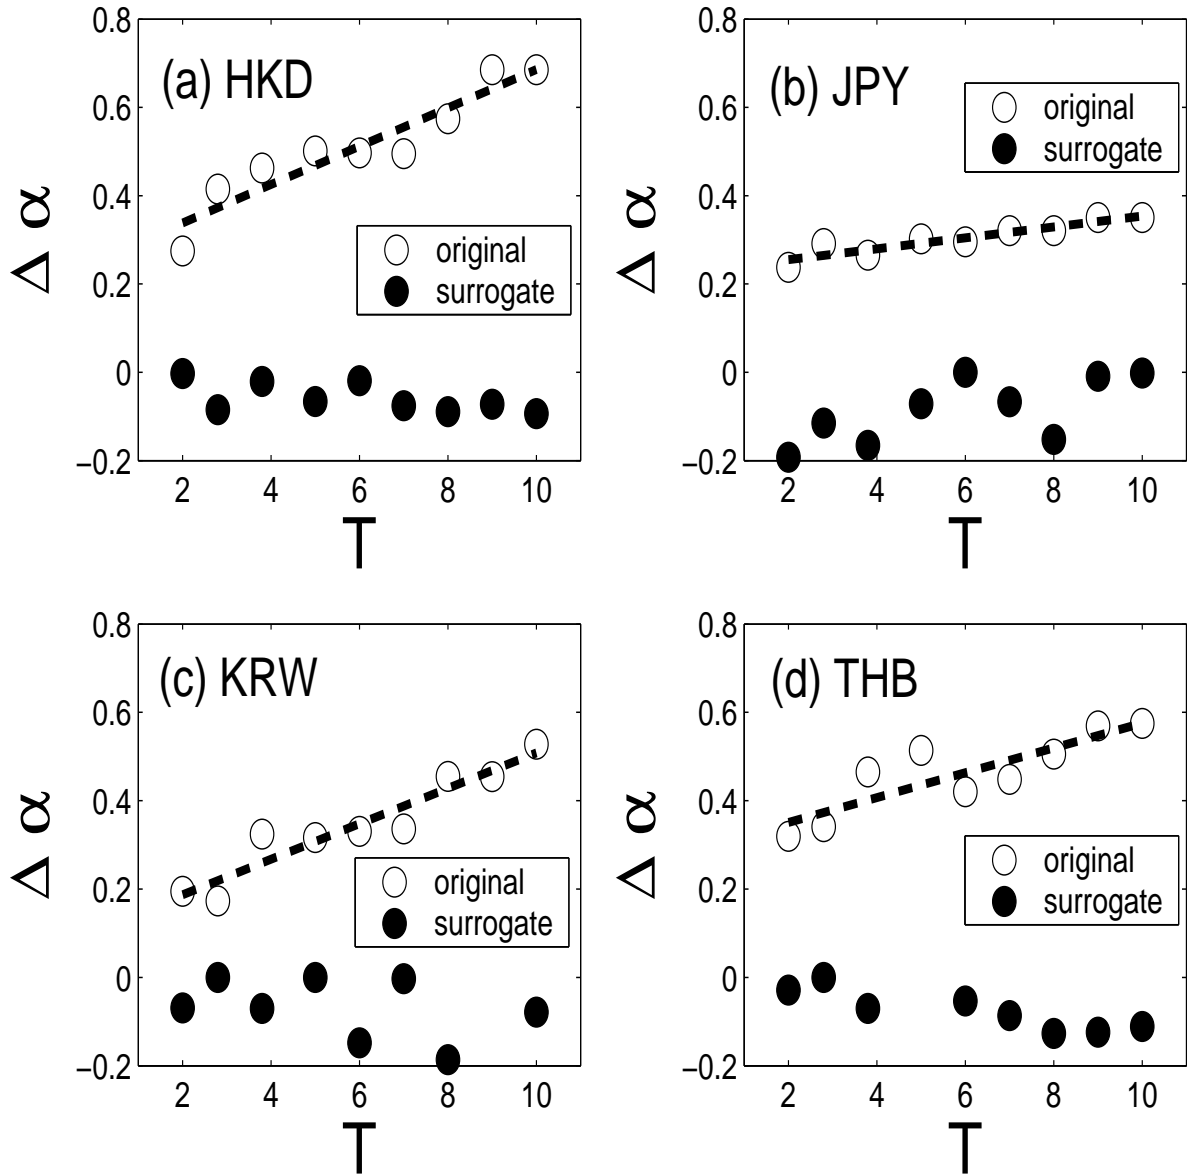 (a) HKD
0.8
0.6
0.4
0.2
0
−0.2
Δ α
original
surrogate
2 4 6 8 10
T
(b) JPY
0.8
0.6
0.4
0.2
0
−0.2
Δ α
original
surrogate
2 4 6 8 10
T
(c) KRW
0.8
0.6
0.4
0.2
0
−0.2
Δ α
original
surrogate
2 4 6 8 10
T
(d) THB
0.8
0.6
0.4
0.2
0
−0.2
Δ α
original
surrogate
2 4 6 8 10
T